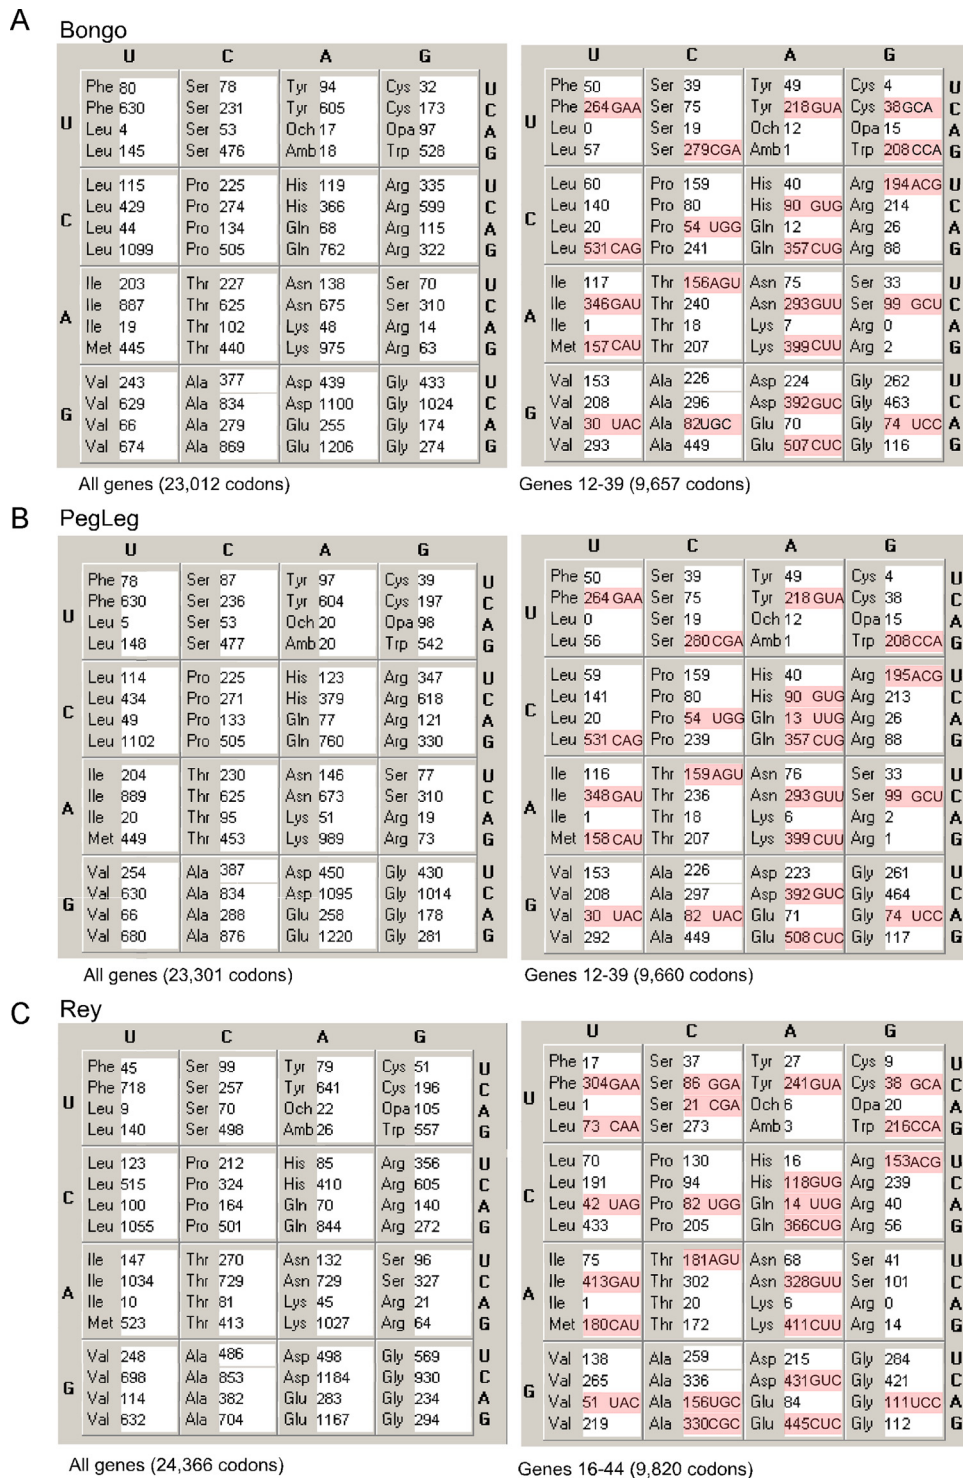 A
Bongo
U C A G
U
Phe 80 Ser 78 Tyr 94 Cys 32 U
Phe 630 Ser 231 Tyr 605 Cys 173 C
Leu 4 Ser 53 Och 17 Opa 97 A
Leu 145 Ser 476 Amb 18 Trp 528 G
C
Leu 115 Pro 225 His 119 Arg 335 U
Leu 429 Pro 274 His 366 Arg 599 C
Leu 44 Pro 134 Gln 68 Arg 115 A
Leu 1099 Pro 505 Gln 762 Arg 322 G
A
Ile 203 Thr 227 Asn 138 Ser 70 U
Ile 887 Thr 625 Asn 675 Ser 310 C
Ile 19 Thr 102 Lys 48 Arg 14 A
Met 445 Thr 440 Lys 975 Arg 63 G
G
Val 243 Ala 377 Asp 439 Gly 433 U
Val 629 Ala 834 Asp 1100 Gly 1024 C
Val 66 Ala 279 Glu 255 Gly 174 A
Val 674 Ala 869 Glu 1206 Gly 274 G
All genes (23,012 codons)
U C A G
U
Phe 50 Ser 39 Tyr 49 Cys 4 U
Phe 264 GAA Ser 75 Tyr 218 GUA Cys 38 GCA C
Leu 0 Ser 19 Och 12 Opa 15 A
Leu 57 Ser 279 CGA Amb 1 Trp 208 CCA G
C
Leu 60 Pro 159 His 40 Arg 194 ACG U
Leu 140 Pro 80 His 90 GUG Arg 214 C
Leu 20 Pro 54 UGG Gln 12 Arg 26 A
Leu 531 CAG Pro 241 Gln 357 CUG Arg 88 G
A
Ile 117 Thr 156 AGU Asn 75 Ser 33 U
Ile 346 GAU Thr 240 Asn 293 GUU Ser 99 GCU C
Ile 1 Thr 18 Lys 7 Arg 0 A
Met 157 CAU Thr 207 Lys 399 CUU Arg 2 G
G
Val 153 Ala 226 Asp 224 Gly 262 U
Val 208 Ala 296 Asp 392 GUC Gly 463 C
Val 30 UAC Ala 82 UGC Glu 70 Gly 74 UCC A
Val 293 Ala 449 Glu 507 CUC Gly 116 G
Genes 12-39 (9,657 codons)
B
PegLeg
U C A G
U
Phe 78 Ser 87 Tyr 97 Cys 39 U
Phe 630 Ser 236 Tyr 604 Cys 197 C
Leu 5 Ser 53 Och 20 Opa 98 A
Leu 148 Ser 477 Amb 20 Trp 542 G
C
Leu 114 Pro 225 His 123 Arg 347 U
Leu 434 Pro 271 His 379 Arg 618 C
Leu 49 Pro 133 Gln 77 Arg 121 A
Leu 1102 Pro 505 Gln 760 Arg 330 G
A
Ile 204 Thr 230 Asn 146 Ser 77 U
Ile 889 Thr 625 Asn 673 Ser 310 C
Ile 20 Thr 95 Lys 51 Arg 19 A
Met 449 Thr 453 Lys 989 Arg 73 G
G
Val 254 Ala 387 Asp 450 Gly 430 U
Val 630 Ala 834 Asp 1095 Gly 1014 C
Val 66 Ala 288 Glu 258 Gly 178 A
Val 680 Ala 876 Glu 1220 Gly 281 G
All genes (23,301 codons)
U C A G
U
Phe 50 Ser 39 Tyr 49 Cys 4 U
Phe 264 GAA Ser 75 Tyr 218 GUA Cys 38 C
Leu 0 Ser 19 Och 12 Opa 15 A
Leu 56 Ser 280 CGA Amb 1 Trp 208 CCA G
C
Leu 59 Pro 159 His 40 Arg 195 ACG U
Leu 141 Pro 80 His 90 GUG Arg 213 C
Leu 20 Pro 54 UGG Gln 13 UUG Arg 26 A
Leu 531 CAG Pro 239 Gln 357 CUG Arg 88 G
A
Ile 116 Thr 159 AGU Asn 76 Ser 33 U
Ile 348 GAU Thr 236 Asn 293 GUU Ser 99 GCU C
Ile 1 Thr 18 Lys 6 Arg 2 A
Met 158 CAU Thr 207 Lys 399 CUU Arg 1 G
G
Val 153 Ala 226 Asp 223 Gly 261 U
Val 208 Ala 297 Asp 392 GUC Gly 464 C
Val 30 UAC Ala 82 UAC Glu 71 Gly 74 UCC A
Val 292 Ala 449 Glu 508 CUC Gly 117 G
Genes 12-39 (9,660 codons)
C
Rey
U C A G
U
Phe 45 Ser 99 Tyr 79 Cys 51 U
Phe 718 Ser 257 Tyr 641 Cys 196 C
Leu 9 Ser 70 Och 22 Opa 105 A
Leu 140 Ser 498 Amb 26 Trp 557 G
C
Leu 123 Pro 212 His 85 Arg 356 U
Leu 515 Pro 324 His 410 Arg 605 C
Leu 100 Pro 164 Gln 70 Arg 140 A
Leu 1055 Pro 501 Gln 844 Arg 272 G
A
Ile 147 Thr 270 Asn 132 Ser 96 U
Ile 1034 Thr 729 Asn 729 Ser 327 C
Ile 10 Thr 81 Lys 45 Arg 21 A
Met 523 Thr 413 Lys 1027 Arg 64 G
G
Val 248 Ala 486 Asp 498 Gly 569 U
Val 698 Ala 853 Asp 1184 Gly 930 C
Val 114 Ala 382 Glu 283 Gly 234 A
Val 632 Ala 704 Glu 1167 Gly 294 G
All genes (24,366 codons)
U C A G
U
Phe 17 Ser 37 Tyr 27 Cys 9 U
Phe 304 GAA Ser 86 GGA Tyr 241 GUA Cys 38 GCA C
Leu 1 Ser 21 CGA Och 6 Opa 20 A
Leu 73 CAA Ser 273 Amb 3 Trp 216 CCA G
C
Leu 70 Pro 130 His 16 Arg 153 ACG U
Leu 191 Pro 94 His 118 GUG Arg 239 C
Leu 42 UAG Pro 82 UGG Gln 14 UUG Arg 40 A
Leu 433 Pro 205 Gln 366 CUG Arg 56 G
A
Ile 75 Thr 181 AGU Asn 68 Ser 41 U
Ile 413 GAU Thr 302 Asn 328 GUU Ser 101 C
Ile 1 Thr 20 Lys 6 Arg 0 A
Met 180 CAU Thr 172 Lys 411 CUU Arg 14 G
G
Val 138 Ala 259 Asp 215 Gly 284 U
Val 265 Ala 336 Asp 431 GUC Gly 421 C
Val 51 UAC Ala 156 UGC Glu 84 Gly 111 UCC A
Val 219 Ala 330 CGC Glu 445 CUC Gly 112 G
Genes 16-44 (9,820 codons)